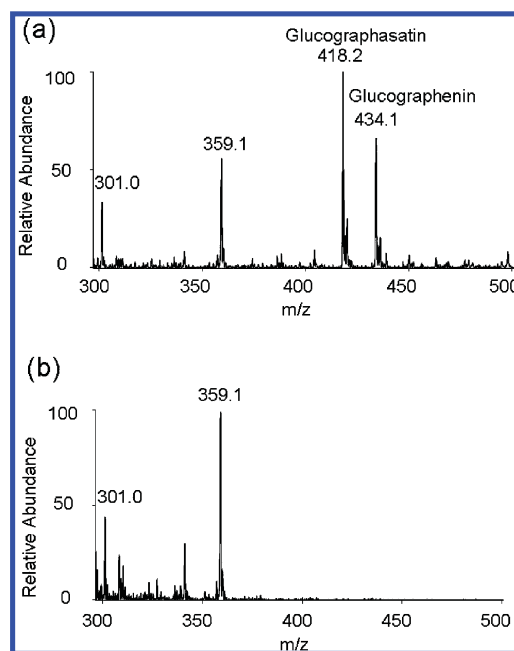 (a)
Glucographasatin
418.2
Glucographenin
434.1
359.1
301.0
Relative Abundance
100
50
0
300 350 400 450 500
m/z
(b)
359.1
301.0
Relative Abundance
100
50
0
300 350 400 450 500
m/z